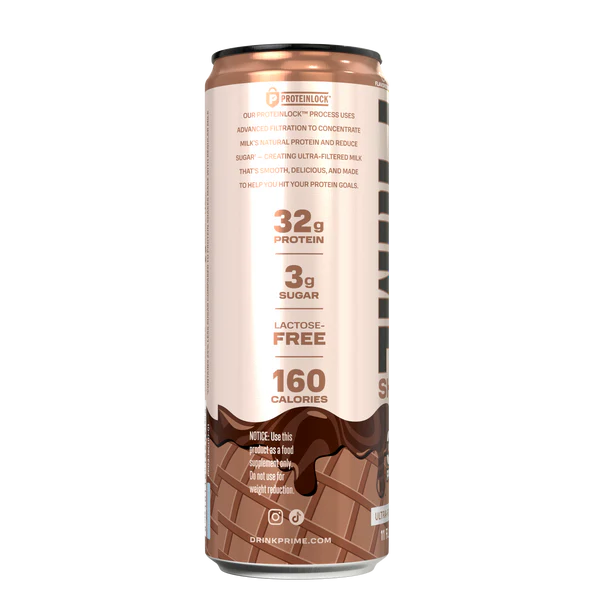 PROTEINLOCK™
OUR PROTEINLOCK™ PROCESS USES
ADVANCED FILTRATION TO CONCENTRATE
MILK'S NATURAL PROTEIN AND REDUCE
SUGAR* – CREATING ULTRA-FILTERED MILK
THAT'S SMOOTH, DELICIOUS, AND MADE
TO HELP YOU HIT YOUR PROTEIN GOALS.
32g
PROTEIN
3g
SUGAR
LACTOSE-
FREE
160
CALORIES
NOTICE: Use this
product as a food
supplement only.
Do not use for
weight reduction.
DRINKPRIME.COM